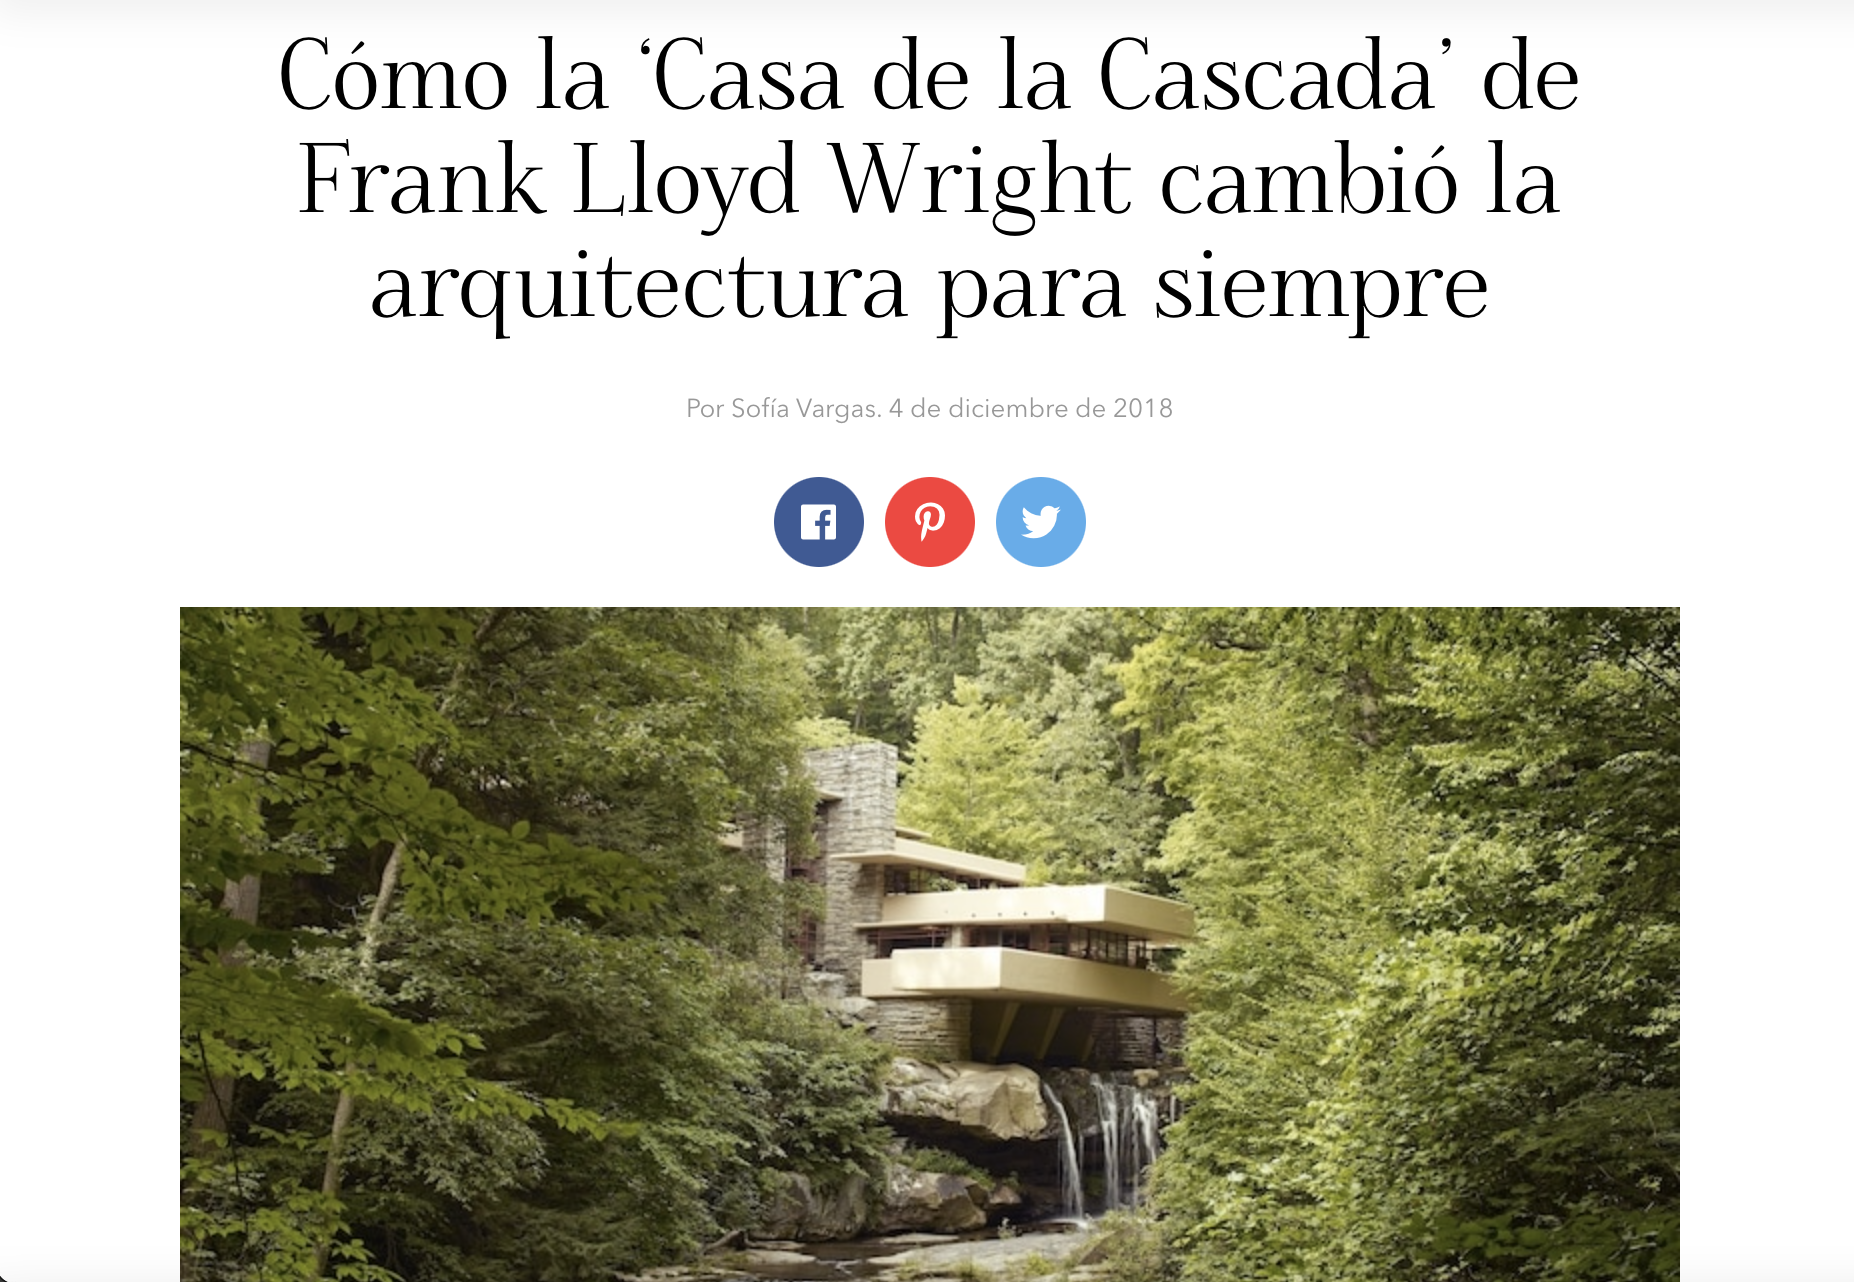 Cómo la ‘Casa de la Cascada’ de
Frank Lloyd Wright cambió la
arquitectura para siempre
Por Sofía Vargas. 4 de diciembre de 2018